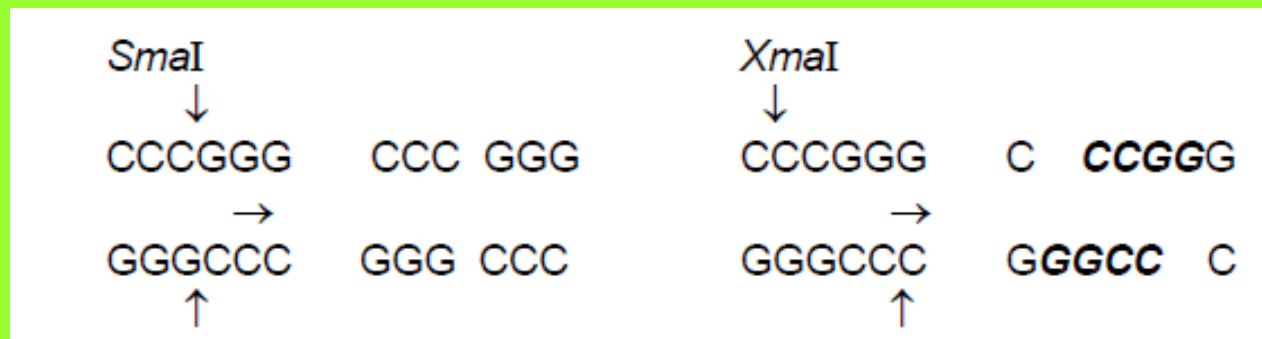 SmaI XmaI
↓ ↓
CCCGGG CCC GGG CCCGGG C CCGGG
→ →
GGGCCC GGG CCC GGGCCC GGGCC C
↑ ↑